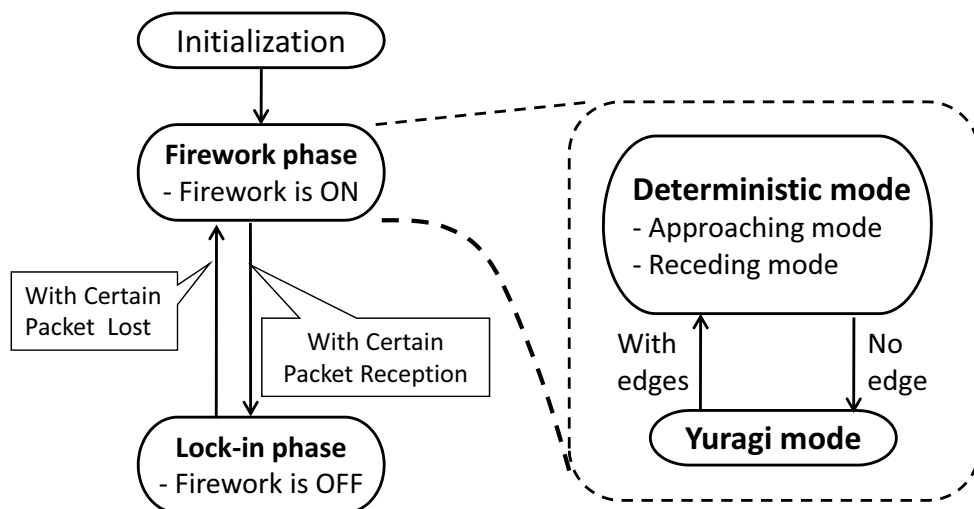 Initialization
Firework phase
- Firework is ON
With Certain
Packet Lost
With Certain
Packet Reception
Lock-in phase
- Firework is OFF
Deterministic mode
- Approaching mode
- Receding mode
With
edges
No
edge
Yuragi mode